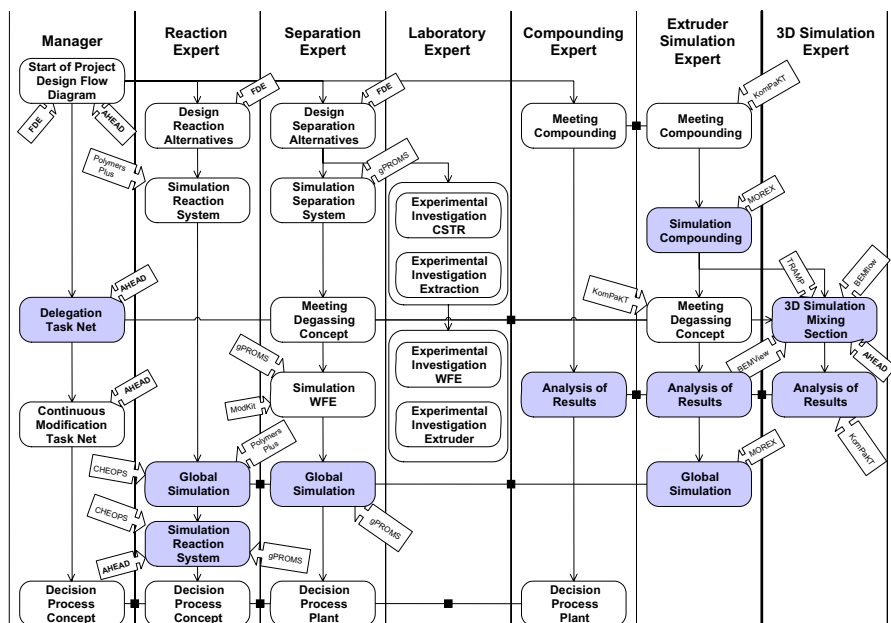 Manager
Reaction
Expert
Separation
Expert
Laboratory
Expert
Compounding
Expert
Extruder
Simulation
Expert
3D Simulation
Expert
Start of Project
Design Flow
Diagram
FDE
AHEAD
Design
Reaction
Alternatives
FDE
Design
Separation
Alternatives
FDE
Meeting
Compounding
Meeting
Compounding
KomPaKT
Polymers
Plus
Simulation
Reaction
System
Simulation
Separation
System
gPROMS
Experimental
Investigation
CSTR
Experimental
Investigation
Extraction
Simulation
Compounding
MOREX
Delegation
Task Net
AHEAD
Meeting
Degassing
Concept
KomPaKT
Meeting
Degassing
Concept
TRAMP
BEMflow
3D Simulation
Mixing
Section
BEMView
AHEAD
Continuous
Modification
Task Net
AHEAD
gPROMS
ModKit
Simulation
WFE
Experimental
Investigation
WFE
Experimental
Investigation
Extruder
Analysis of
Results
Analysis of
Results
Analysis of
Results
KomPaKT
CHEOPS
Global
Simulation
Polymers
Plus
Global
Simulation
gPROMS
Global
Simulation
MOREX
CHEOPS
Simulation
Reaction
System
AHEAD
gPROMS
Decision
Process
Concept
Decision
Process
Concept
Decision
Process
Plant
Decision
Process
Plant